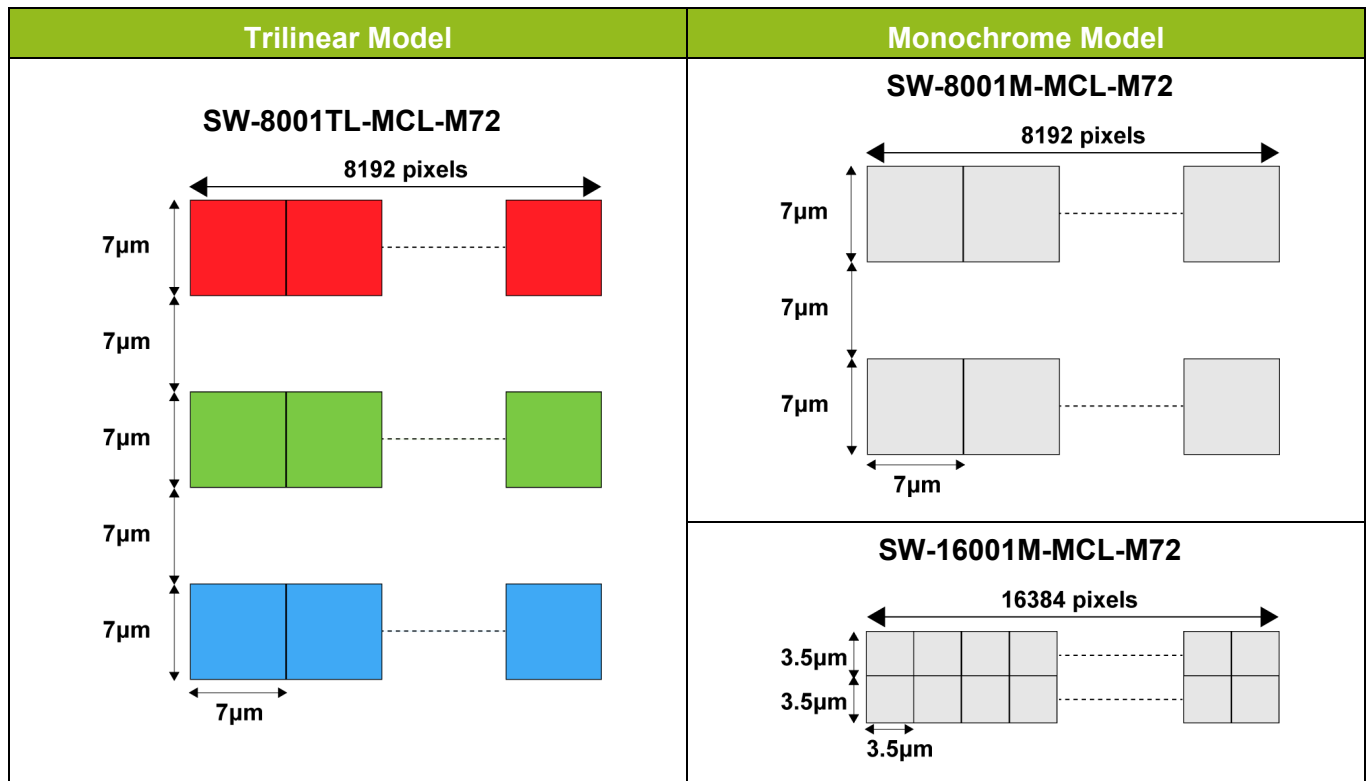 Trilinear Model
Monochrome Model
SW-8001TL-MCL-M72
8192 pixels
7µm
7µm
7µm
7µm
7µm
7µm
SW-8001M-MCL-M72
8192 pixels
7µm
7µm
7µm
7µm
SW-16001M-MCL-M72
16384 pixels
3.5µm
3.5µm
3.5µm